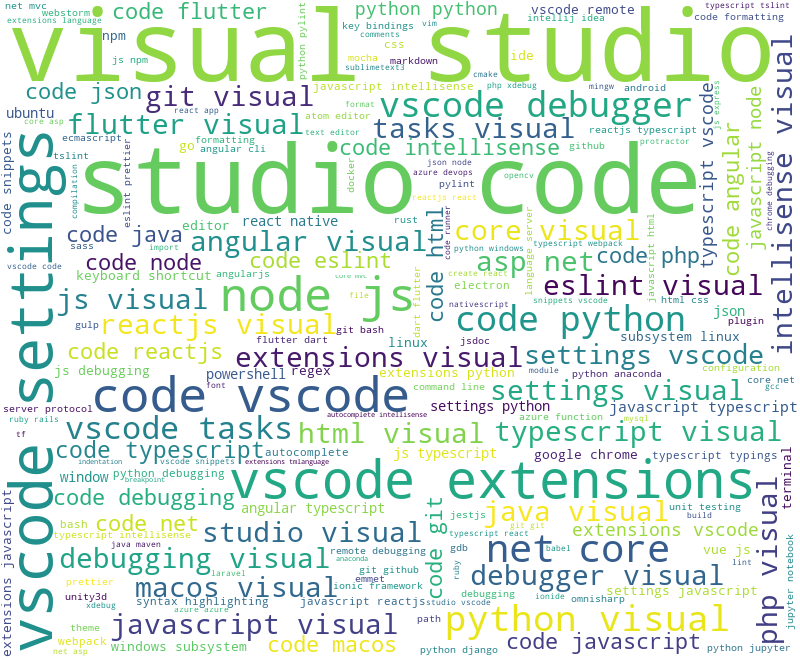 net mvc
webstorm
extensions language
code flutter
python python
intellij idea
vscode remote
typescript tslint
code formatting
visual studio
npm
js npm
python pylint
key bindings
vim
comments
css
mocha
markdown
sublimetext3
ide
cmake
code json
git visual
javascript intellisense
vscode debugger
php xdebug
mingw
android
intellisense visual
ubuntu
core asp
react app
format
atom editor
text editor
flutter visual
tasks visual
go
reactjs typescript
js express
typescript vscode
code angular
javascript node
code snippets
ecmascript
tslint
formatting
angular cli
code intellisense
github
protractor
eslint prettier
compilation
docker
json node
azure devops
pylint
opencv
chrome debugging
studio code
vscode settings
reactjs react
editor
react native
rust
code html
code runner
core visual
code java
sass
import
angular visual
python windows
typescript webpack
language server
javascript html
vscode code
code node
code eslint
asp net
code php
keyboard shortcut
angularjs
core mvc
dart flutter
create react
electron
eslint visual
file
node js
js visual
nativescript
snippets vscode
html css
json
code python
plugin
gulp
reactjs visual
git bash
flutter dart
linux
jsdoc
subsystem linux
code reactjs
extensions visual
settings vscode
js debugging
powershell
regex
extensions python
module
python anaconda
configuration
core net
gcc
code vscode
font
command line
settings visual
server protocol
ruby rails
autocomplete intellisense
settings python
azure function
javascript typescript
mysql
tf
vscode tasks
html visual
typescript visual
code typescript
autocomplete
js typescript
google chrome
typescript typings
indentation
vscode snippets
extensions tmlanguage
terminal
window
python debugging
breakpoint
vscode extensions
code debugging
angular typescript
code git
java visual
unit testing
build
extensions javascript
bash
code net
typescript intellisense
studio visual
jestjs
git git
extensions vscode
typescript react
java maven
remote debugging
anaconda
net core
gdb
babel
vue js
lint
php visual
jupyter notebook
debugging visual
git github
laravel
emmet
ruby
debugger visual
prettier
macos visual
ionic framework
debugging
ionide
omnisharp
settings javascript
unity3d
xdebug
syntax highlighting
azure azure
javascript reactjs
studio vscode
theme
javascript visual
path
python visual
webpack
net asp
windows subsystem
code macos
python django
code javascript
python jupyter